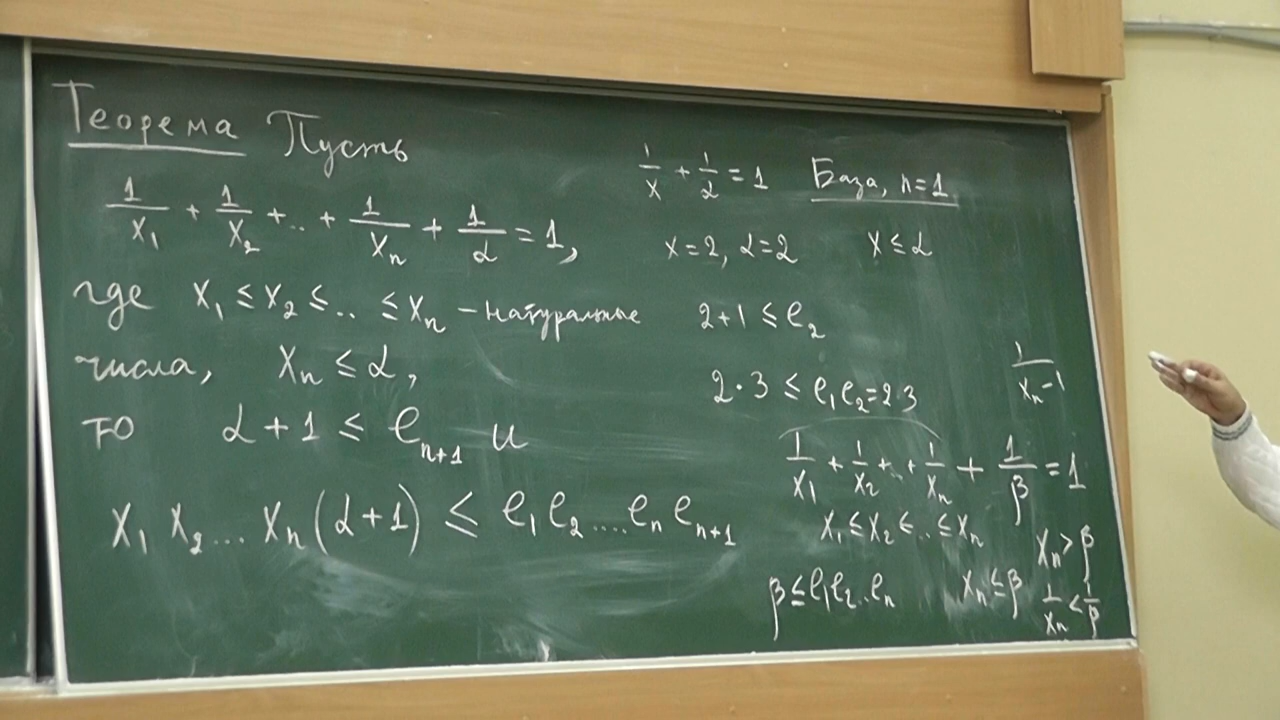 Теорема Пусть
1/x₁ + 1/x₂ + .. + 1/xₙ + 1/α = 1,
где x₁ ≤ x₂ ≤ .. ≤ xₙ – натуральные
числа, xₙ ≤ α,
то α + 1 ≤ eₙ₊₁ и
x₁ x₂ ... xₙ (α+1) ≤ e₁ e₂ .... eₙ eₙ₊₁
1/x + 1/α = 1 База, n=1
x = 2, α = 2 x ≤ α
2+1 ≤ e₂
2·3 ≤ e₁e₂ = 2·3
1/(xₙ – 1)
1/x₁ + 1/x₂ + .. + 1/xₙ + 1/β = 1
x₁ ≤ x₂ ≤ .. ≤ xₙ
xₙ > β
β ≤ e₁e₂..eₙ xₙ ≤ β 1/xₙ < 1/β